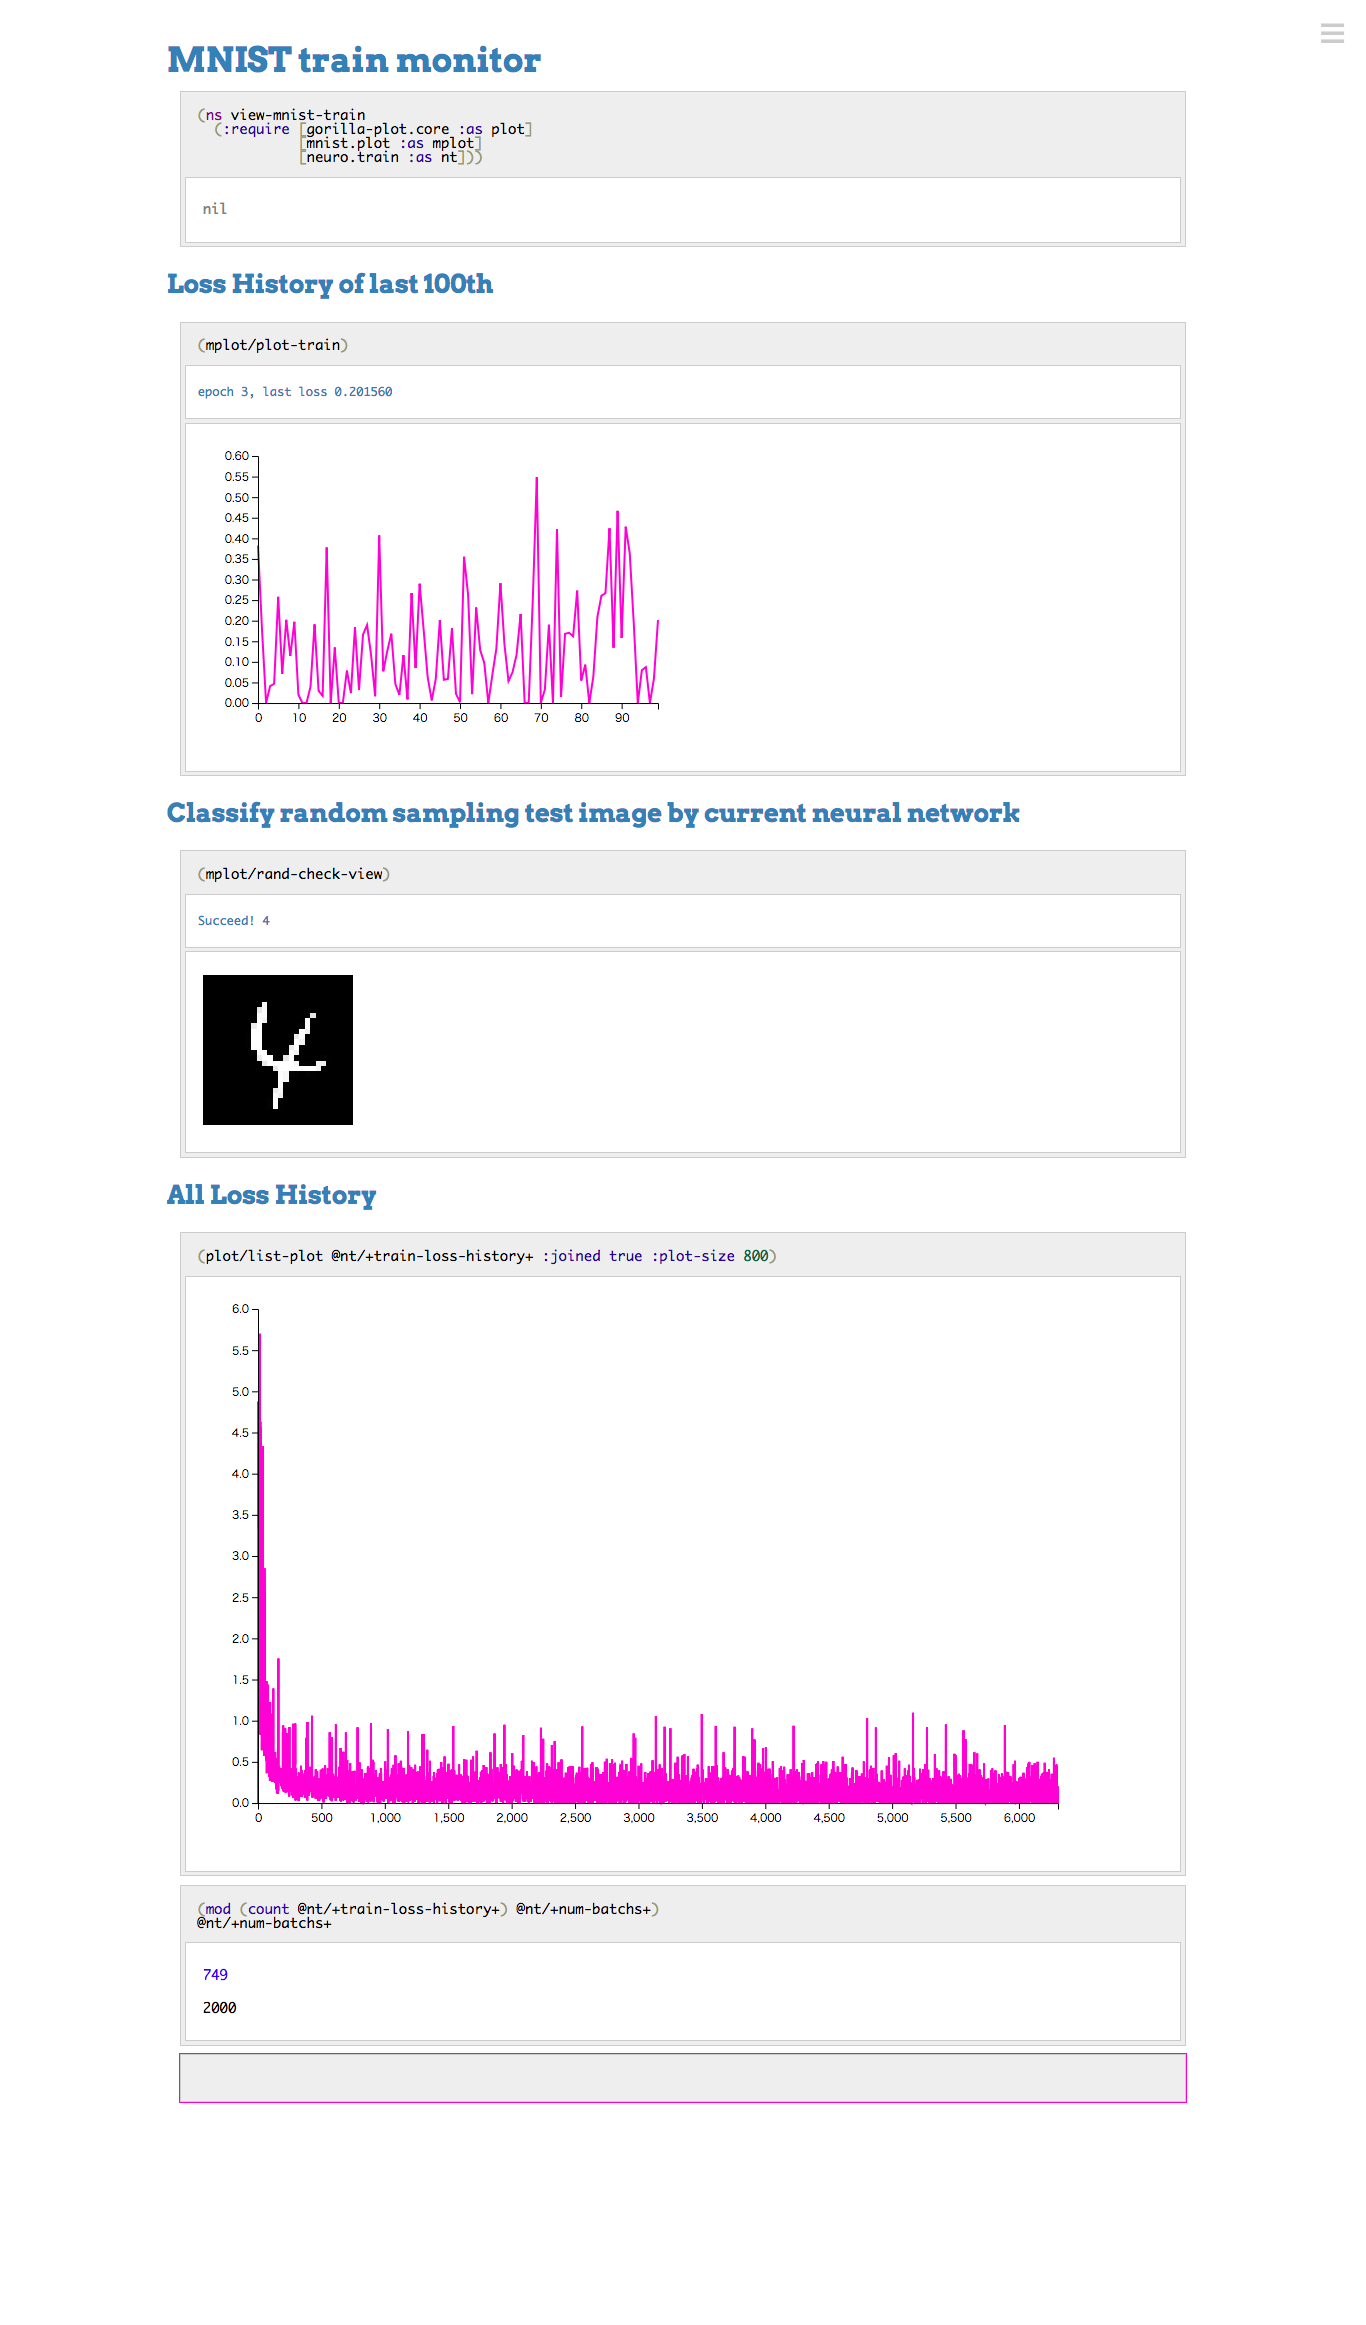 MNIST train monitor
(ns view-mnist-train
  (:require [gorilla-plot.core :as plot]
            [mnist.plot :as mplot]
            [neuro.train :as nt]))
nil
Loss History of last 100th
(mplot/plot-train)
epoch 3, last loss 0.201560
0.60
0.55
0.50
0.45
0.40
0.35
0.30
0.25
0.20
0.15
0.10
0.05
0.00
0 10 20 30 40 50 60 70 80 90
Classify random sampling test image by current neural network
(mplot/rand-check-view)
Succeed! 4
4
All Loss History
(plot/list-plot @nt/+train-loss-history+ :joined true :plot-size 800)
6.0
5.5
5.0
4.5
4.0
3.5
3.0
2.5
2.0
1.5
1.0
0.5
0.0
0 500 1,000 1,500 2,000 2,500 3,000 3,500 4,000 4,500 5,000 5,500 6,000
(mod (count @nt/+train-loss-history+) @nt/+num-batchs+)
@nt/+num-batchs+
749
2000